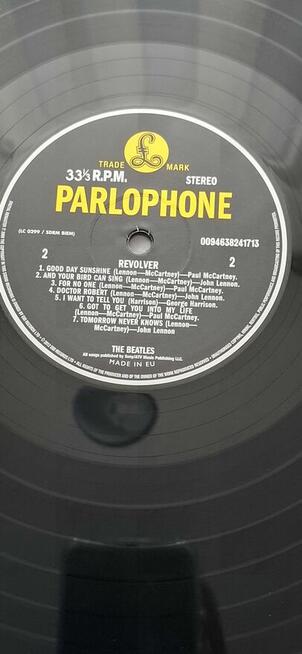 TRADE MARK
33⅓ R.P.M. STEREO
PARLOPHONE
(LC 0299 / SDRM BIEM) 0094638241713
2 REVOLVER 2
1. GOOD DAY SUNSHINE (Lennon—McCartney)—Paul McCartney.
2. AND YOUR BIRD CAN SING (Lennon—McCartney)—John Lennon.
3. FOR NO ONE (Lennon—McCartney)—Paul McCartney.
4. DOCTOR ROBERT (Lennon—McCartney)—John Lennon.
5. I WANT TO TELL YOU (Harrison)—George Harrison.
6. GOT TO GET YOU INTO MY LIFE
(Lennon—McCartney)—Paul McCartney.
7. TOMORROW NEVER KNOWS (Lennon—
McCartney)—John Lennon
THE BEATLES
All songs published by Sony/ATV Music Publishing LLC.
MADE IN EU